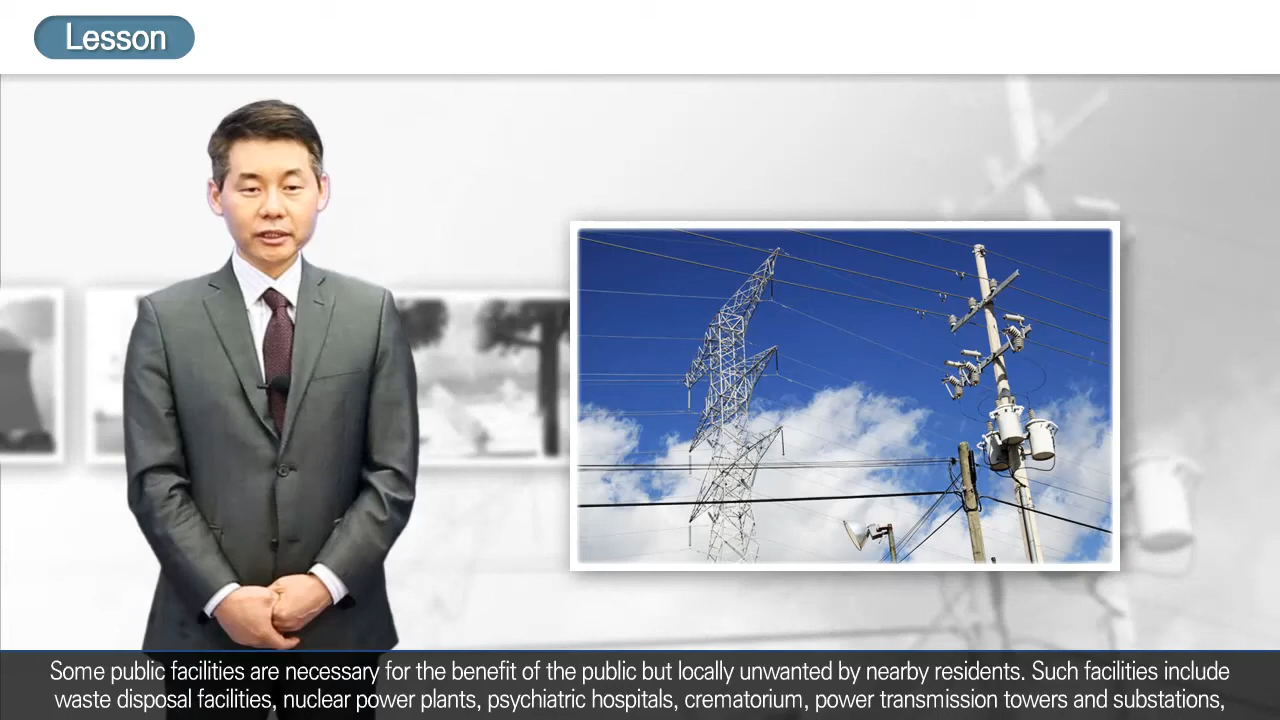 Lesson
Some public facilities are necessary for the benefit of the public but locally unwanted by nearby residents. Such facilities include
waste disposal facilities, nuclear power plants, psychiatric hospitals, crematorium, power transmission towers and substations,